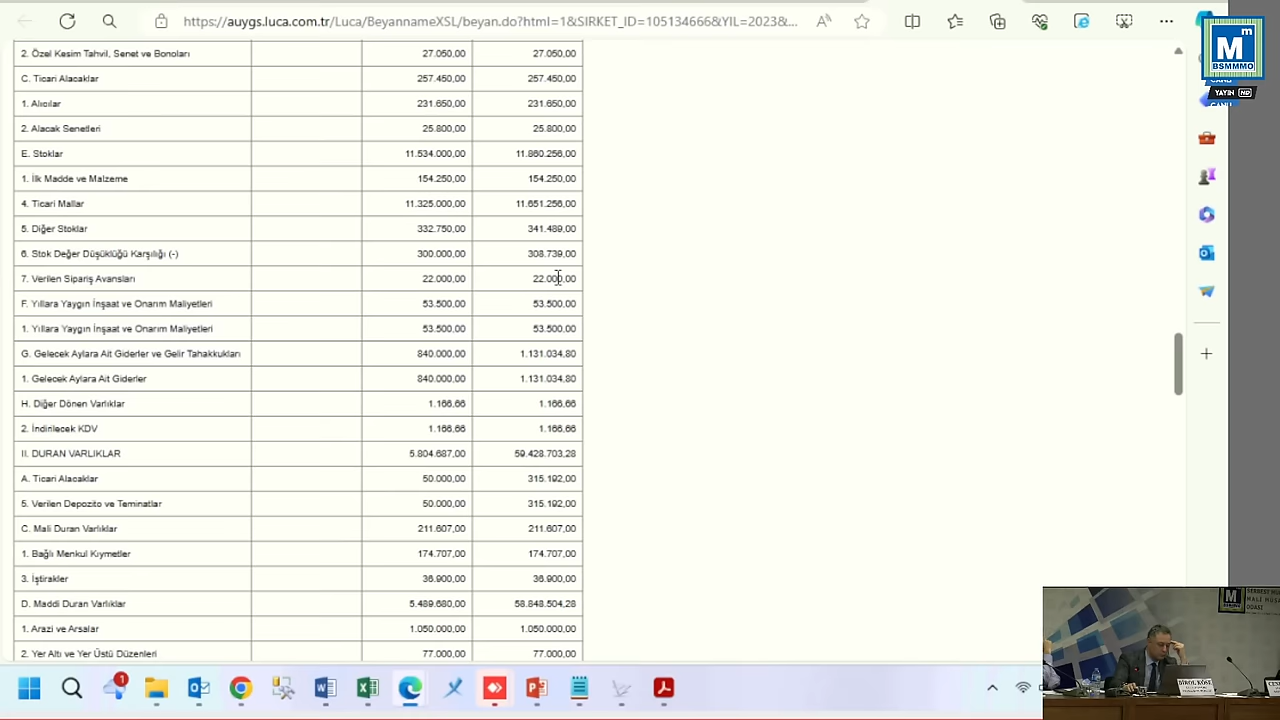 https://auygs.luca.com.tr/Luca/BeyannameXSL/beyan.do?html=1&SIRKET_ID=105134666&YIL=2023&...
2. Özel Kesim Tahvil, Senet ve Bonoları 27.050,00 27.050,00
C. Ticari Alacaklar 257.450,00 257.450,00
1. Alıcılar 231.650,00 231.650,00
2. Alacak Senetleri 25.800,00 25.800,00
E. Stoklar 11.534.000,00 11.860.256,00
1. İlk Madde ve Malzeme 154.250,00 154.250,00
4. Ticari Mallar 11.325.000,00 11.651.256,00
5. Diğer Stoklar 332.750,00 341.489,00
6. Stok Değer Düşüklüğü Karşılığı (-) 300.000,00 308.739,00
7. Verilen Sipariş Avansları 22.000,00 22.000,00
F. Yıllara Yaygın İnşaat ve Onarım Maliyetleri 53.500,00 53.500,00
1. Yıllara Yaygın İnşaat ve Onarım Maliyetleri 53.500,00 53.500,00
G. Gelecek Aylara Ait Giderler ve Gelir Tahakkukları 840.000,00 1.131.034,80
1. Gelecek Aylara Ait Giderler 840.000,00 1.131.034,80
H. Diğer Dönen Varlıklar 1.166,66 1.166,66
2. İndirilecek KDV 1.166,66 1.166,66
II. DURAN VARLIKLAR 5.804.687,00 59.428.703,28
A. Ticari Alacaklar 50.000,00 315.192,00
5. Verilen Depozito ve Teminatlar 50.000,00 315.192,00
C. Mali Duran Varlıklar 211.607,00 211.607,00
1. Bağlı Menkul Kıymetler 174.707,00 174.707,00
3. İştirakler 36.900,00 36.900,00
D. Maddi Duran Varlıklar 5.489.680,00 58.848.504,28
1. Arazi ve Arsalar 1.050.000,00 1.050.000,00
2. Yer Altı ve Yer Üstü Düzenleri 77.000,00 77.000,00
Mm
BSMMMO
YAYIN HD
1
BİROL KÖSE